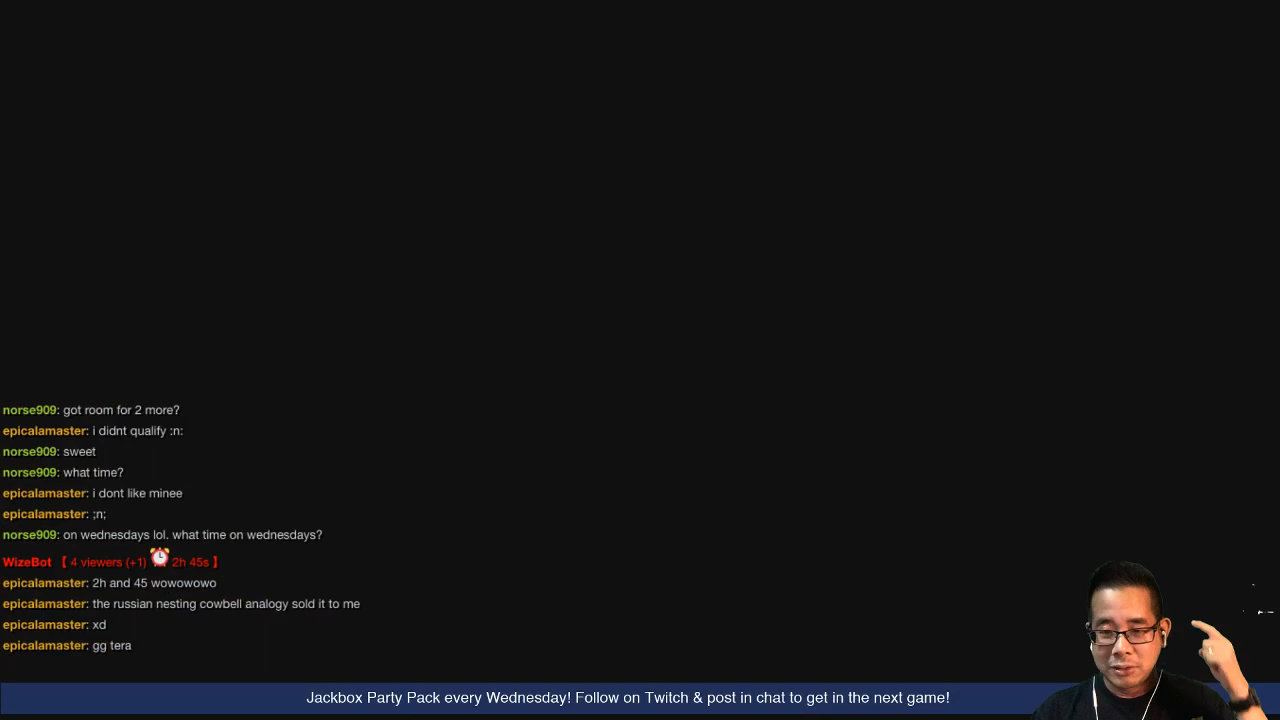 norse909: got room for 2 more?
epicalamaster: i didnt qualify :n:
norse909: sweet
norse909: what time?
epicalamaster: i dont like minee
epicalamaster: ;n;
norse909: on wednesdays lol. what time on wednesdays?
WizeBot 【 4 viewers (+1) ⏰ 2h 45s 】
epicalamaster: 2h and 45 wowowowo
epicalamaster: the russian nesting cowbell analogy sold it to me
epicalamaster: xd
epicalamaster: gg tera
Jackbox Party Pack every Wednesday! Follow on Twitch & post in chat to get in the next game!